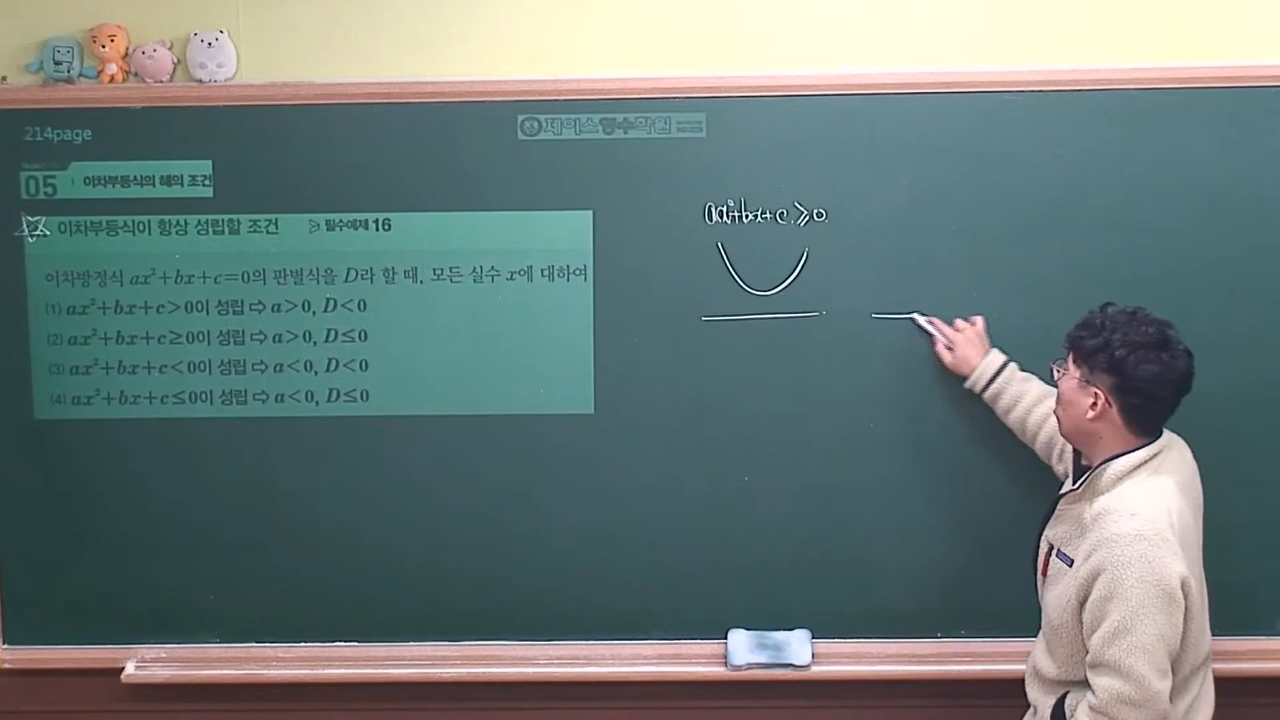 214page
제이스영수학원
05 이차부등식의 해의 조건
이차부등식이 항상 성립할 조건 필수예제 16
이차방정식 ax²+bx+c=0의 판별식을 D라 할 때, 모든 실수 x에 대하여
(1) ax²+bx+c>0이 성립 ⇨ a>0, D<0
(2) ax²+bx+c≥0이 성립 ⇨ a>0, D≤0
(3) ax²+bx+c<0이 성립 ⇨ a<0, D<0
(4) ax²+bx+c≤0이 성립 ⇨ a<0, D≤0
ax²+bx+c≥0